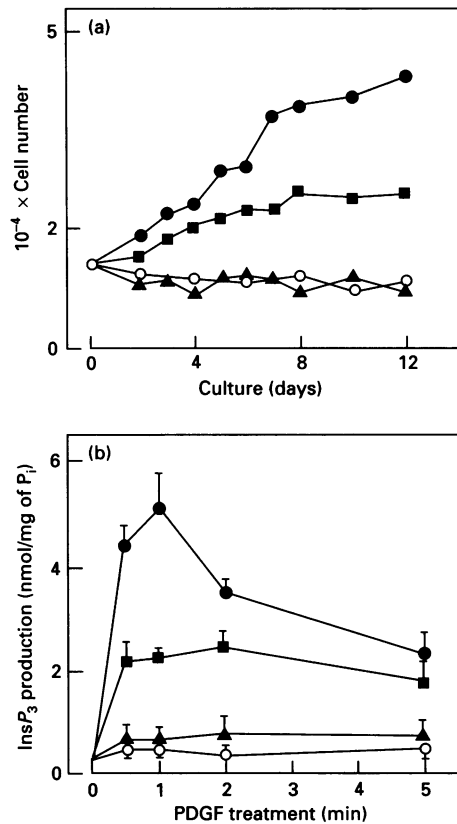 (a)
5
2
0
10⁻⁴ × Cell number
0 4 8 12
Culture (days)
(b)
6
4
2
0
InsP₃ production (nmol/mg of Pᵢ)
0 1 2 3 4 5
PDGF treatment (min)